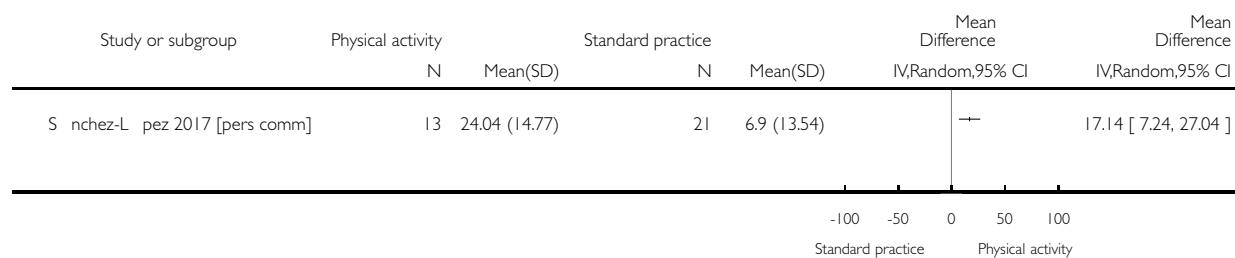 Study or subgroup Physical activity Standard practice Mean Difference Mean Difference
N Mean(SD) N Mean(SD) IV,Random,95% CI IV,Random,95% CI
S nchez-L pez 2017 [pers comm] 13 24.04 (14.77) 21 6.9 (13.54) 17.14 [ 7.24, 27.04 ]
-100 -50 0 50 100
Standard practice Physical activity